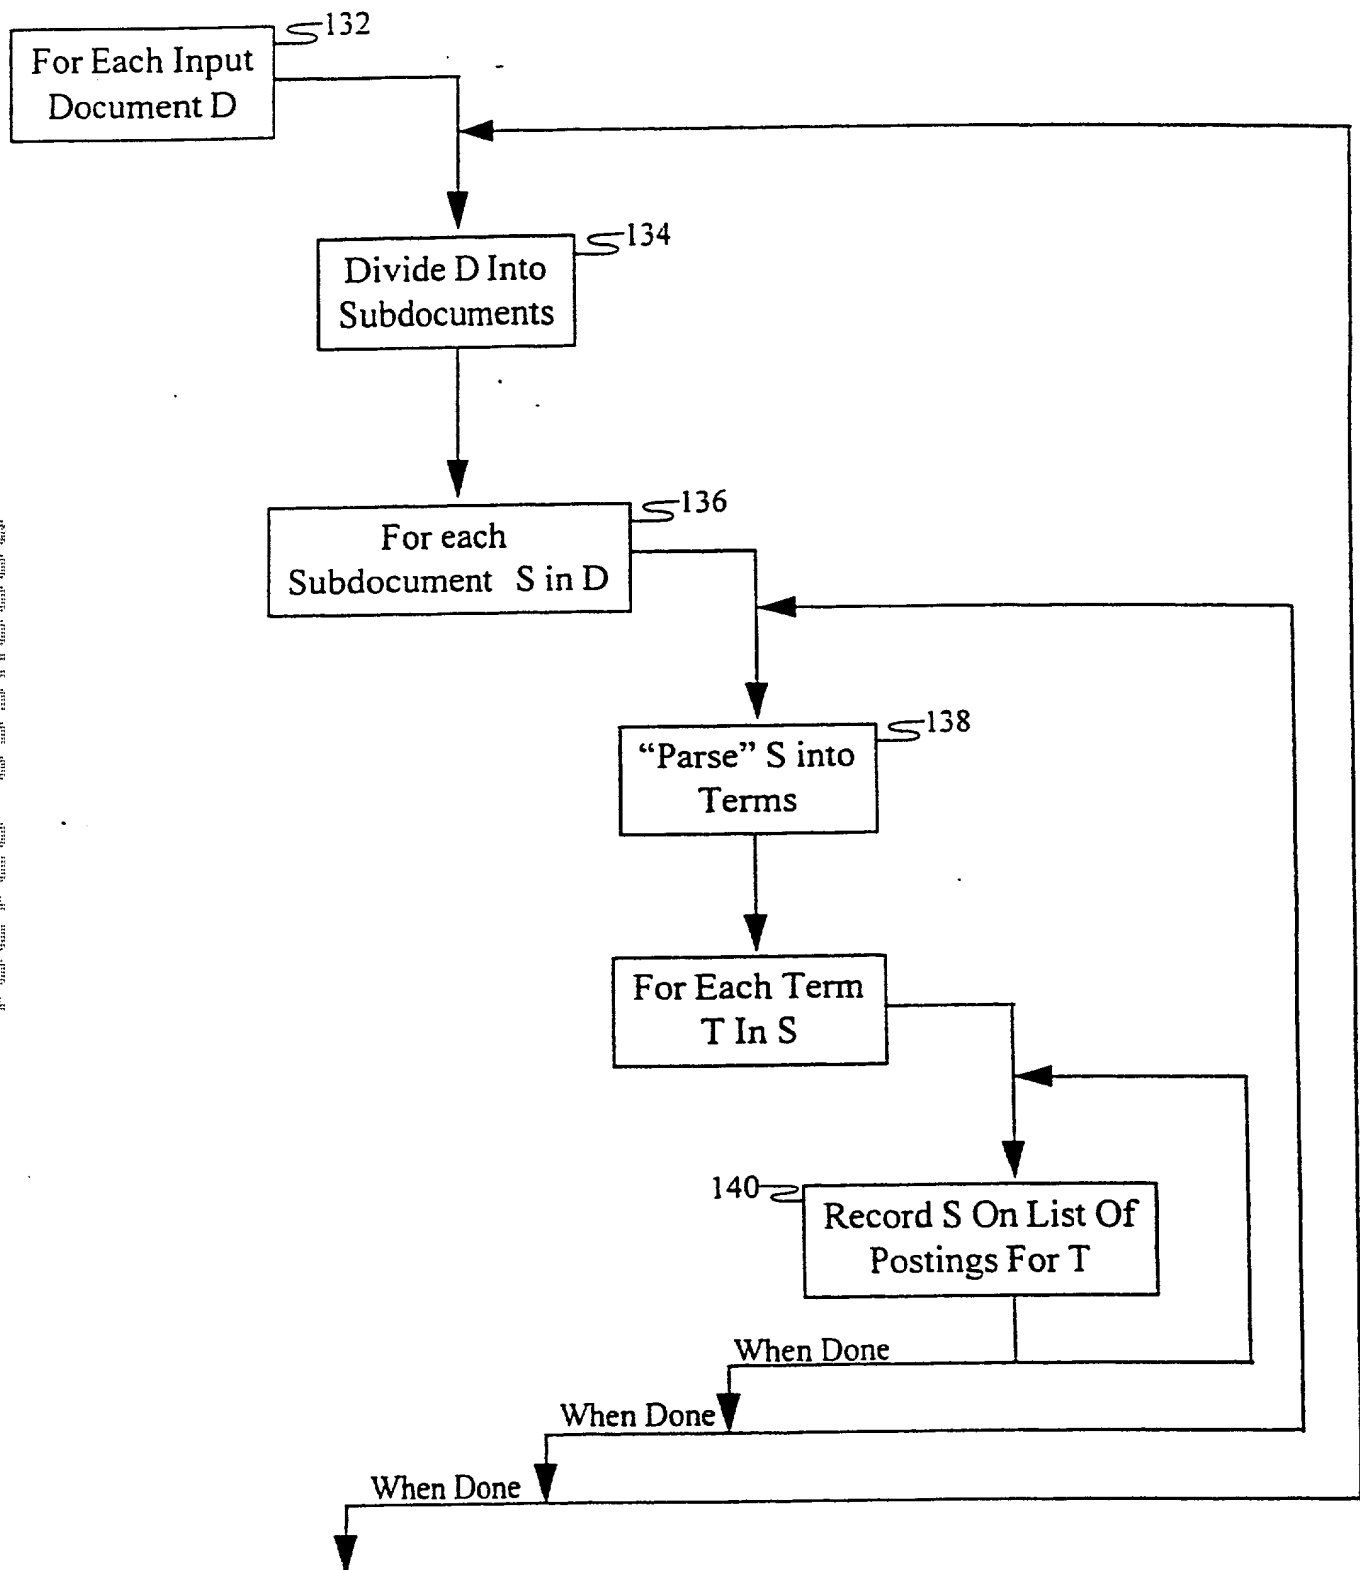 132
For Each Input
Document D
134
Divide D Into
Subdocuments
136
For each
Subdocument S in D
138
“Parse” S into
Terms
For Each Term
T In S
140
Record S On List Of
Postings For T
When Done
When Done
When Done